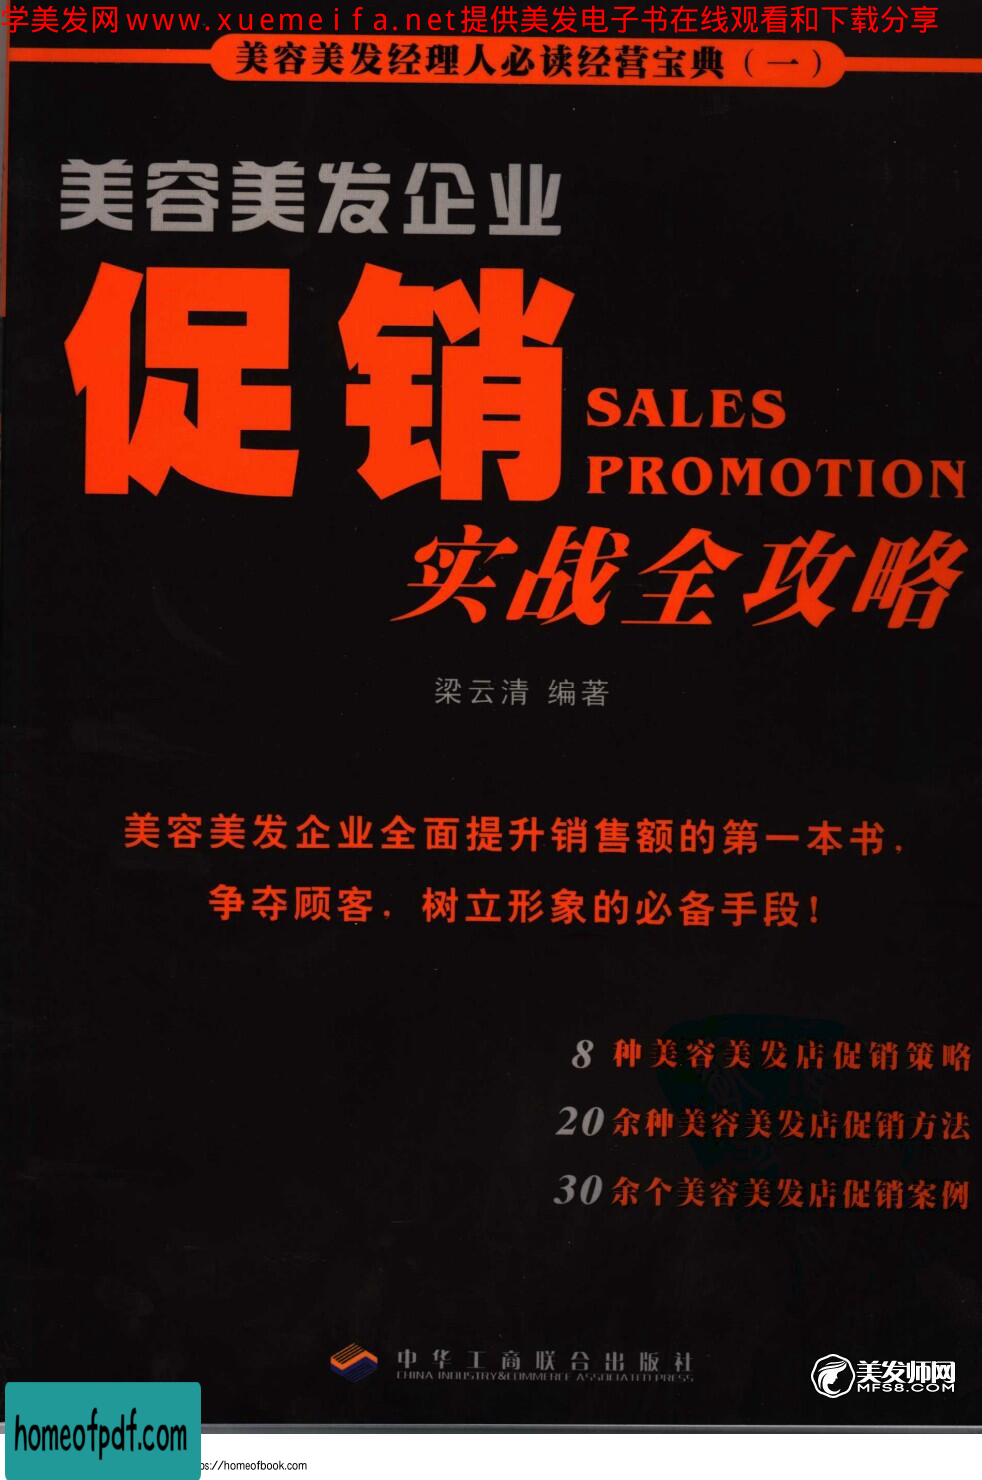 学美发网www.xuemeifa.net提供美发电子书在线观看和下载分享
美容美发经理人必读经营宝典（一）
美容美发企业
促销
SALES
PROMOTION
实战全攻略
梁云清 编著
美容美发企业全面提升销售额的第一本书，
争夺顾客，树立形象的必备手段！
8 种美容美发店促销策略
20余种美容美发店促销方法
30余个美容美发店促销案例
中华工商联合出版社
CHINA INDUSTRY&COMMERCE ASSOCIATED PRESS
美发师网
MFS8.COM
homeofpdf.com
ps://homeofbook.com